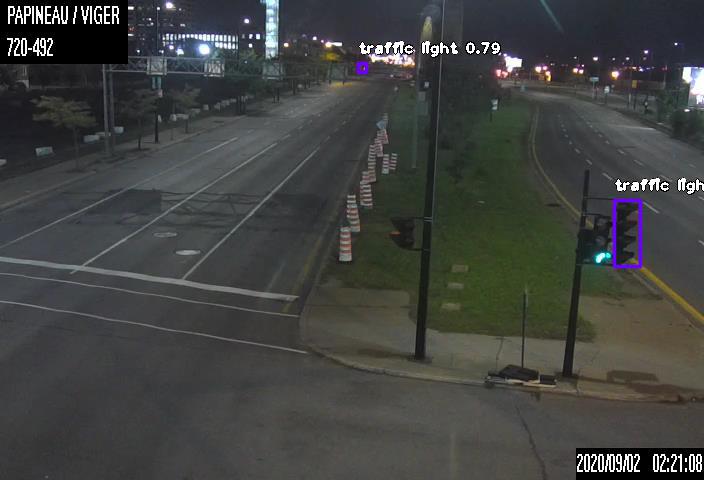 PAPINEAU / VIGER
720-492
traffic light 0.79
traffic ligh
2020/09/02 02:21:08